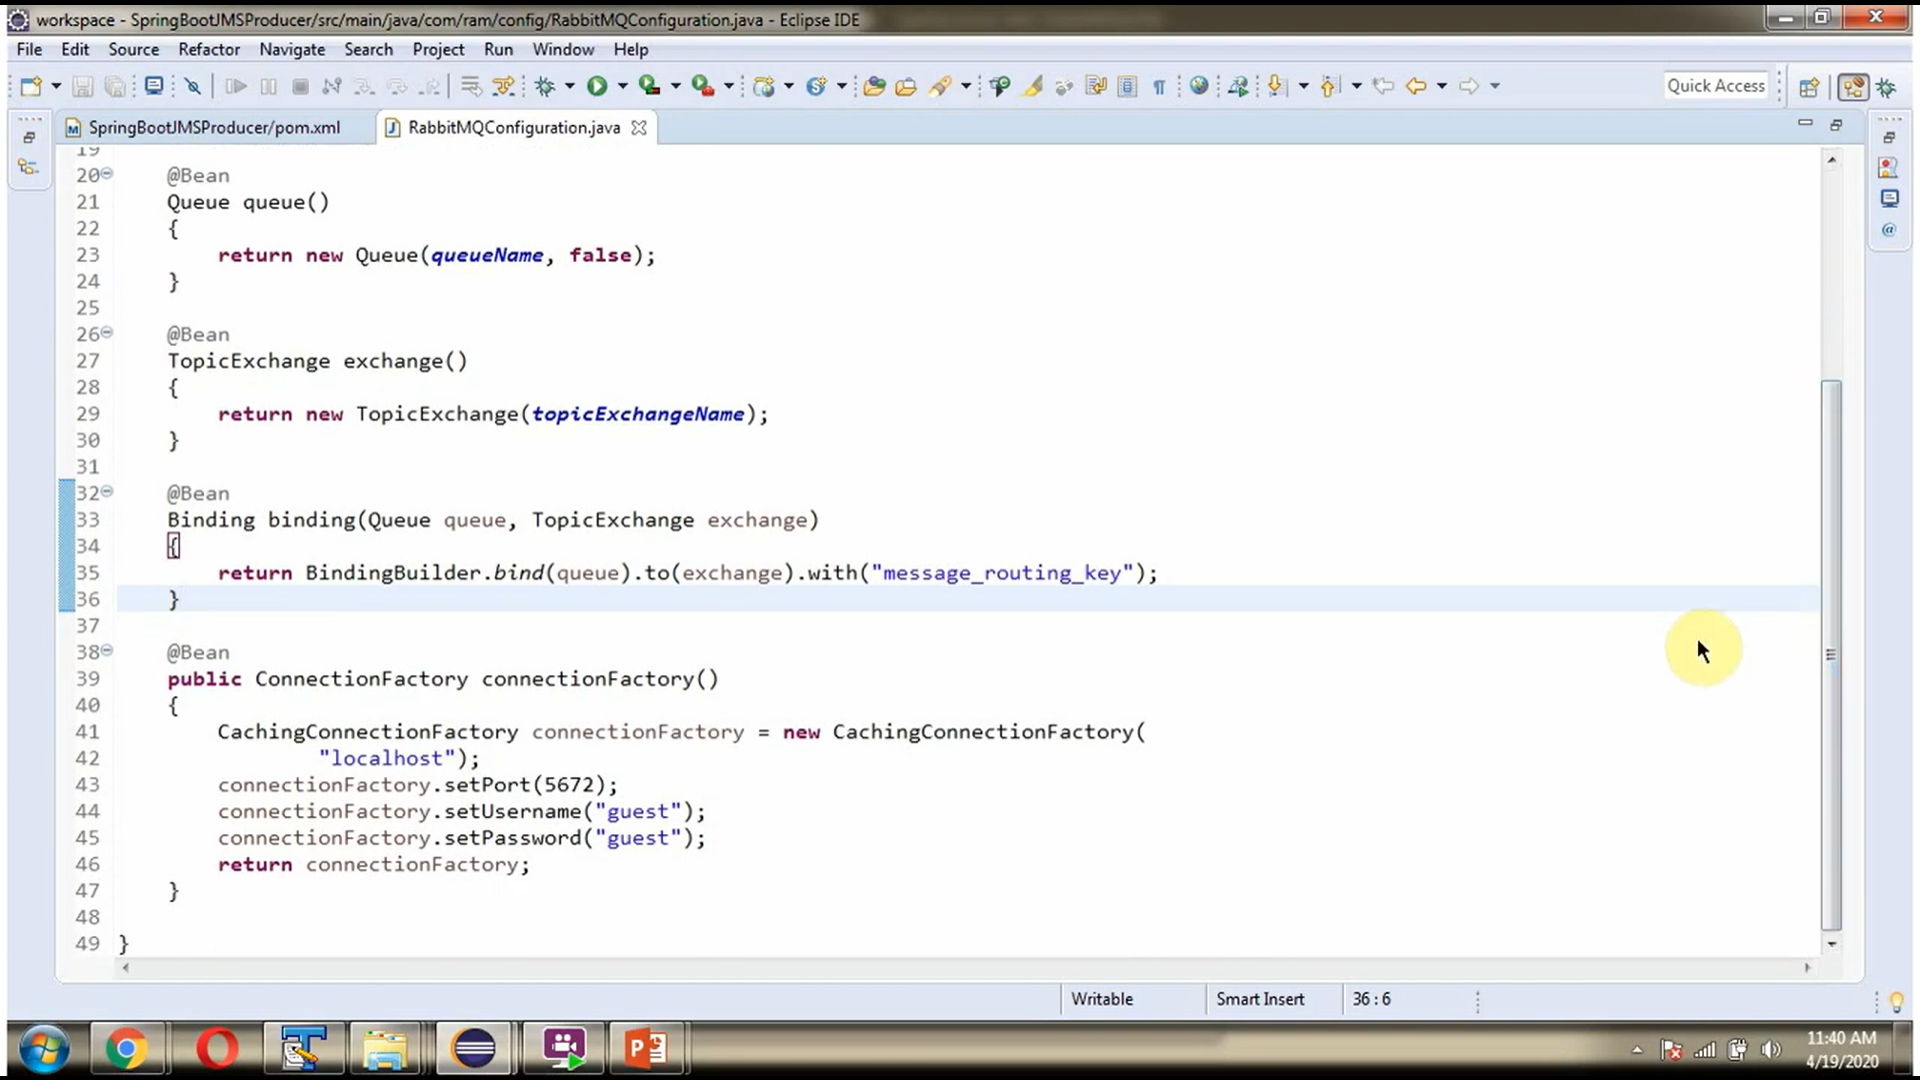 workspace - SpringBootJMSProducer/src/main/java/com/ram/config/RabbitMQConfiguration.java - Eclipse IDE
File Edit Source Refactor Navigate Search Project Run Window Help
Quick Access
SpringBootJMSProducer/pom.xml RabbitMQConfiguration.java
19
20 @Bean
21 Queue queue()
22 {
23 return new Queue(queueName, false);
24 }
25
26 @Bean
27 TopicExchange exchange()
28 {
29 return new TopicExchange(topicExchangeName);
30 }
31
32 @Bean
33 Binding binding(Queue queue, TopicExchange exchange)
34 {
35 return BindingBuilder.bind(queue).to(exchange).with("message_routing_key");
36 }
37
38 @Bean
39 public ConnectionFactory connectionFactory()
40 {
41 CachingConnectionFactory connectionFactory = new CachingConnectionFactory(
42 "localhost");
43 connectionFactory.setPort(5672);
44 connectionFactory.setUsername("guest");
45 connectionFactory.setPassword("guest");
46 return connectionFactory;
47 }
48
49 }
Writable Smart Insert 36 : 6
11:40 AM
4/19/2020